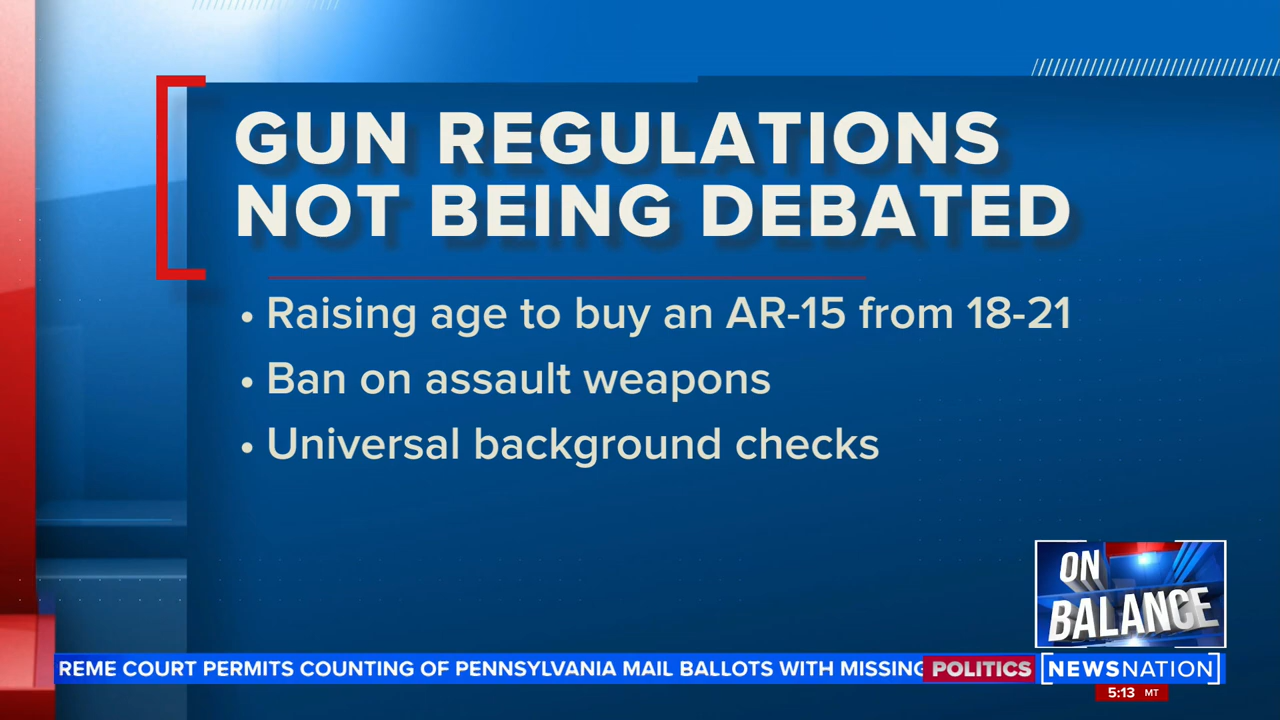 GUN REGULATIONS
NOT BEING DEBATED
• Raising age to buy an AR-15 from 18-21
• Ban on assault weapons
• Universal background checks
ON
BALANCE
REME COURT PERMITS COUNTING OF PENNSYLVANIA MAIL BALLOTS WITH MISSING
POLITICS
NEWSNATION
5:13 MT